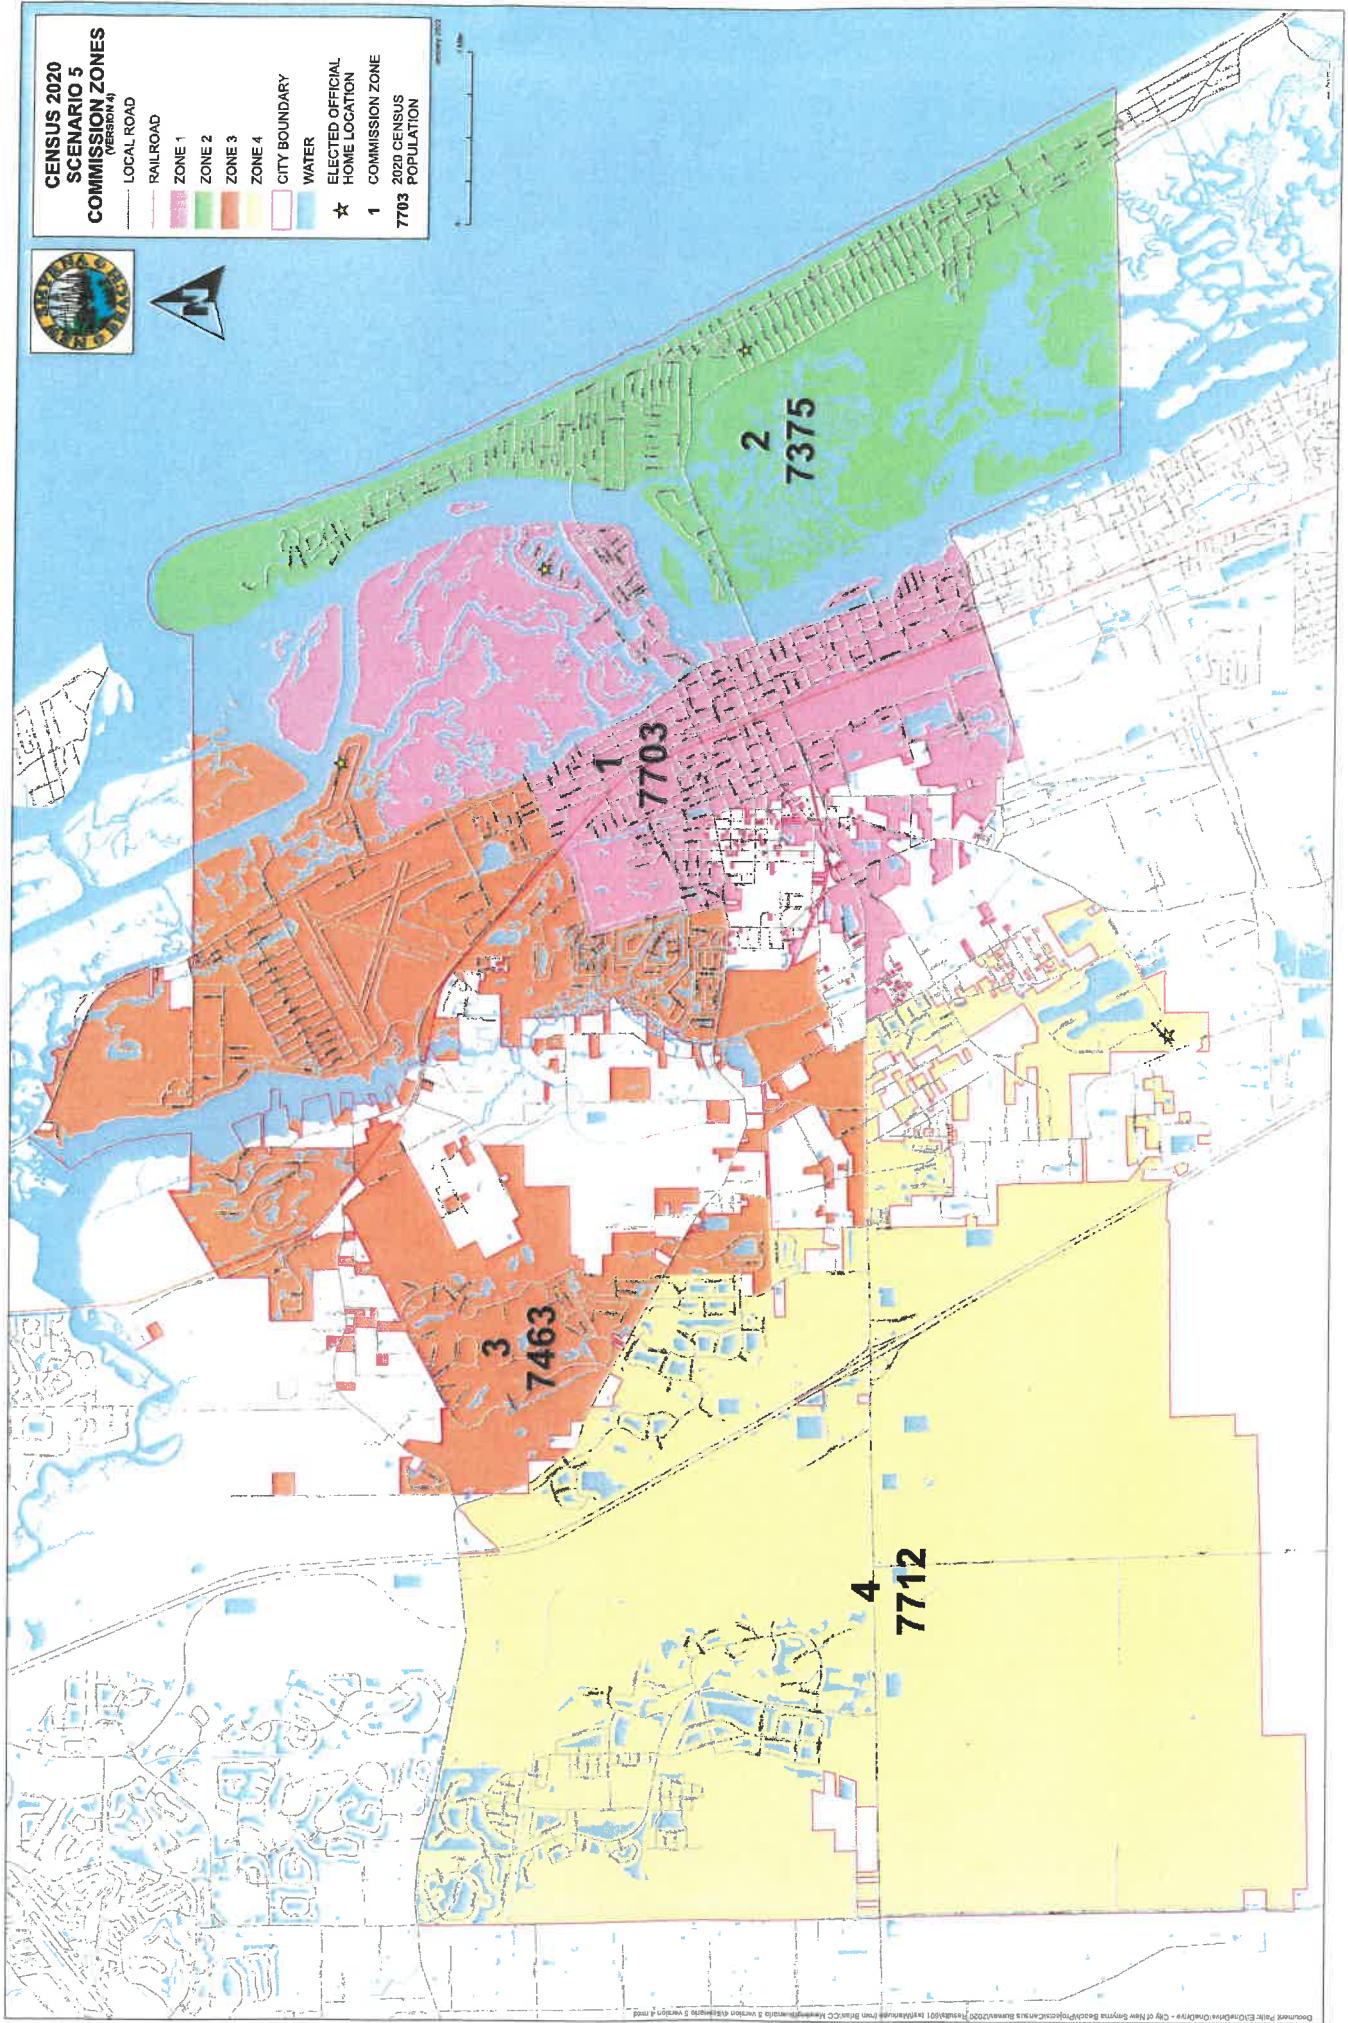 CENSUS 2020
SCENARIO 5
COMMISSION ZONES
(VERSION 4)
LOCAL ROAD
RAILROAD
ZONE 1
ZONE 2
ZONE 3
ZONE 4
CITY BOUNDARY
WATER
ELECTED OFFICIAL
HOME LOCATION
1 COMMISSION ZONE
7703 2020 CENSUS
POPULATION
1 Mile
N
2
7375
1
7703
3
7463
4
7712